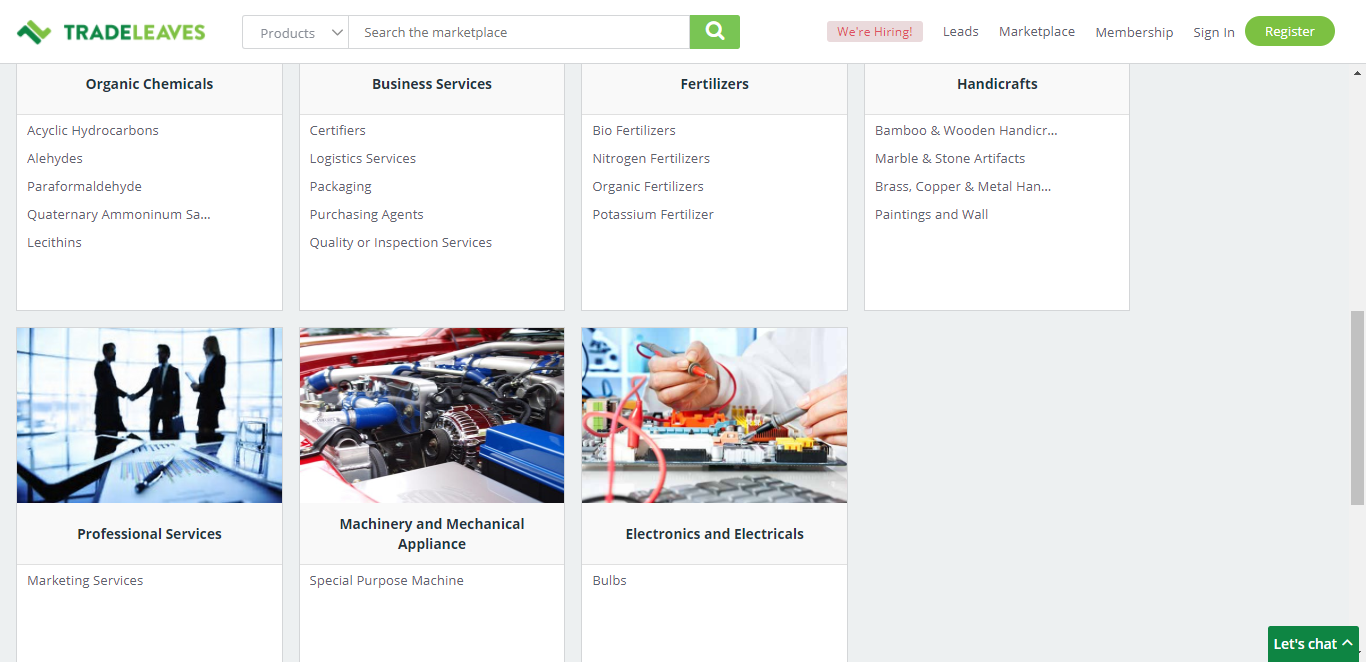 TRADELEAVES
Products
Search the marketplace
We're Hiring!
Leads
Marketplace
Membership
Sign In
Register
Organic Chemicals
Acyclic Hydrocarbons
Alehydes
Paraformaldehyde
Quaternary Ammoninum Sa...
Lecithins
Business Services
Certifiers
Logistics Services
Packaging
Purchasing Agents
Quality or Inspection Services
Fertilizers
Bio Fertilizers
Nitrogen Fertilizers
Organic Fertilizers
Potassium Fertilizer
Handicrafts
Bamboo & Wooden Handicr...
Marble & Stone Artifacts
Brass, Copper & Metal Han...
Paintings and Wall
Professional Services
Marketing Services
Machinery and Mechanical
Appliance
Special Purpose Machine
Electronics and Electricals
Bulbs
Let's chat